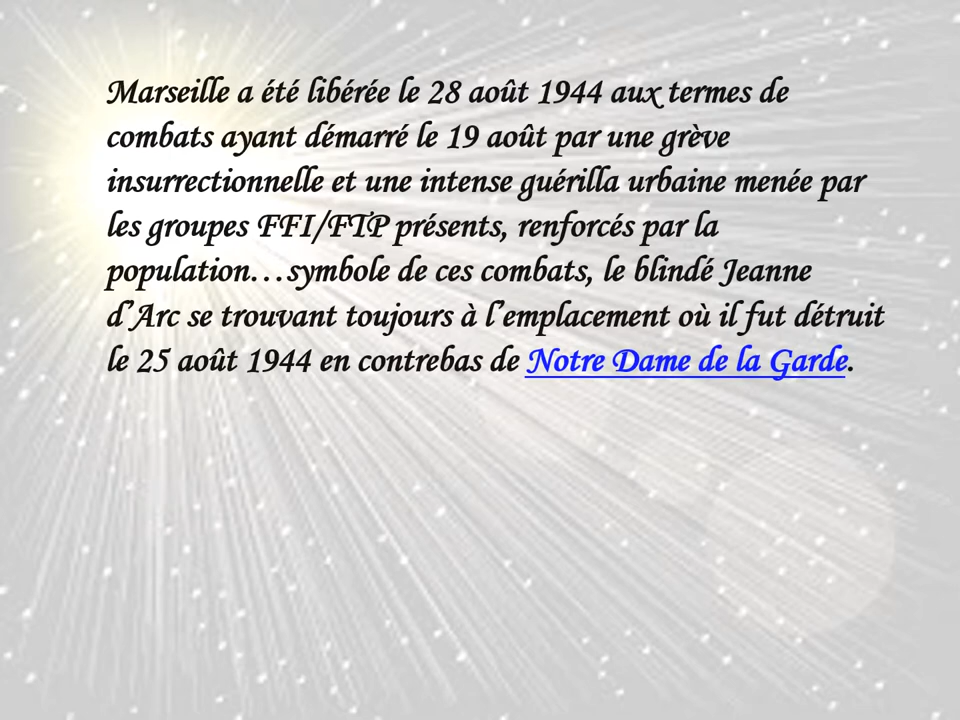 Marseille a été libérée le 28 août 1944 aux termes de
combats ayant démarré le 19 août par une grève
insurrectionnelle et une intense guérilla urbaine menée par
les groupes FFI/FTP présents, renforcés par la
population…symbole de ces combats, le blindé Jeanne
d’Arc se trouvant toujours à l’emplacement où il fut détruit
le 25 août 1944 en contrebas de Notre Dame de la Garde.